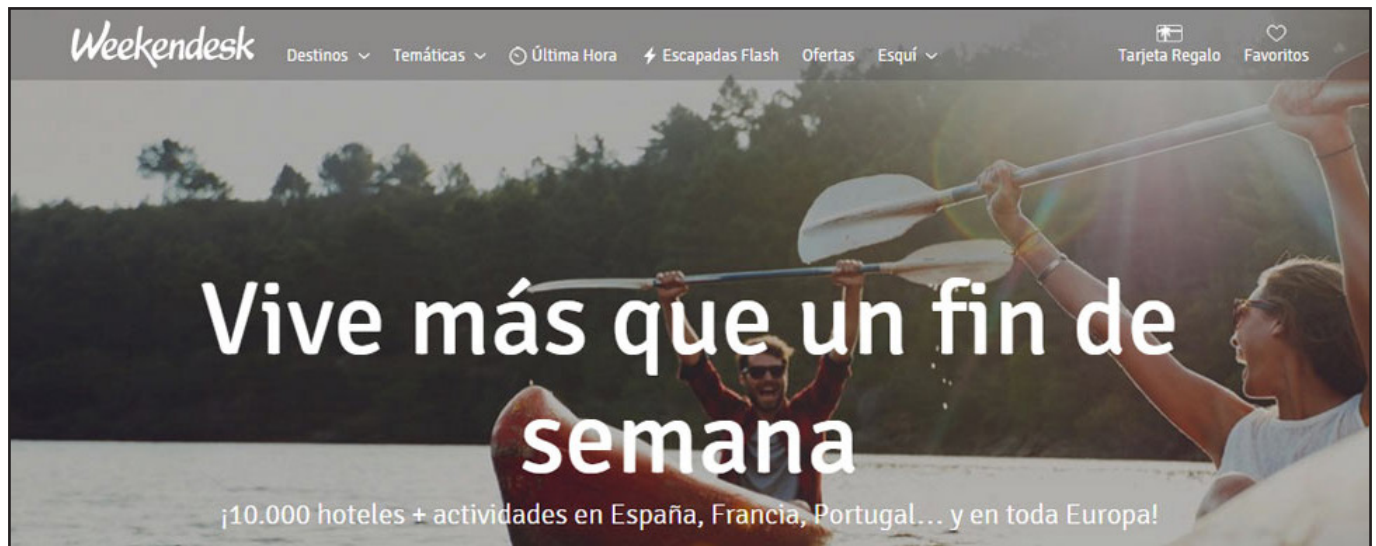 Weekendesk
Destinos Temáticas Última Hora Escapadas Flash Ofertas Esquí
Tarjeta Regalo Favoritos
Vive más que un fin de
semana
¡10.000 hoteles + actividades en España, Francia, Portugal... y en toda Europa!